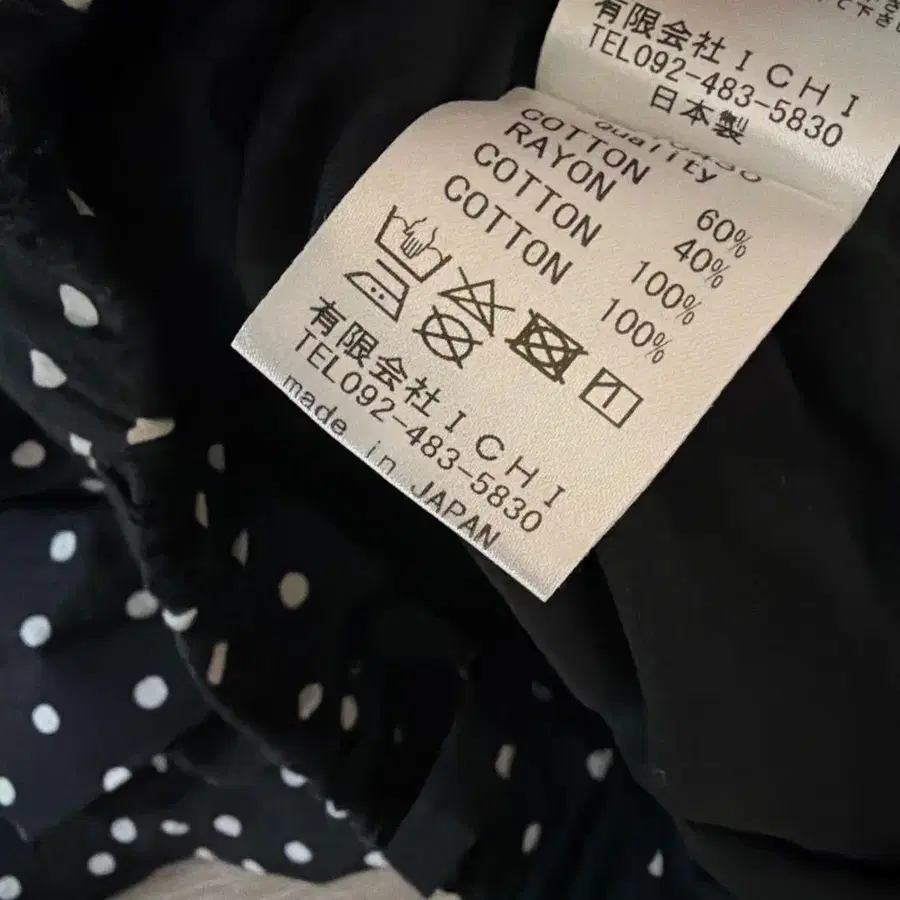 有限会社ICHI
TEL092-483-5830
日本製
quality
COTTON 60%
RAYON 40%
COTTON 100%
COTTON 100%
有限会社ICHI
TEL092-483-5830
made in JAPAN